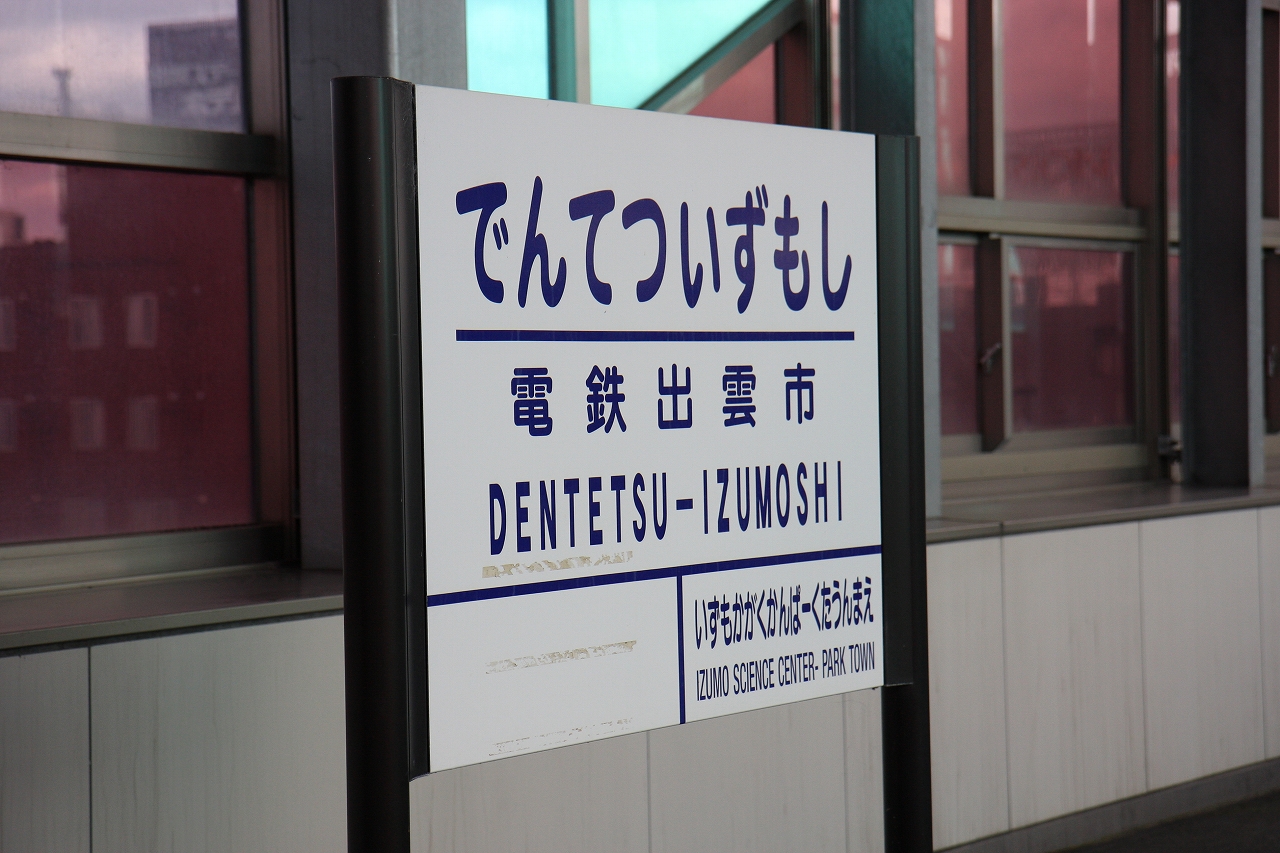 でんてついずもし
電鉄出雲市
DENTETSU-IZUMOSHI
いずもかがくかんぱーくたうんまえ
IZUMO SCIENCE CENTER- PARK TOWN